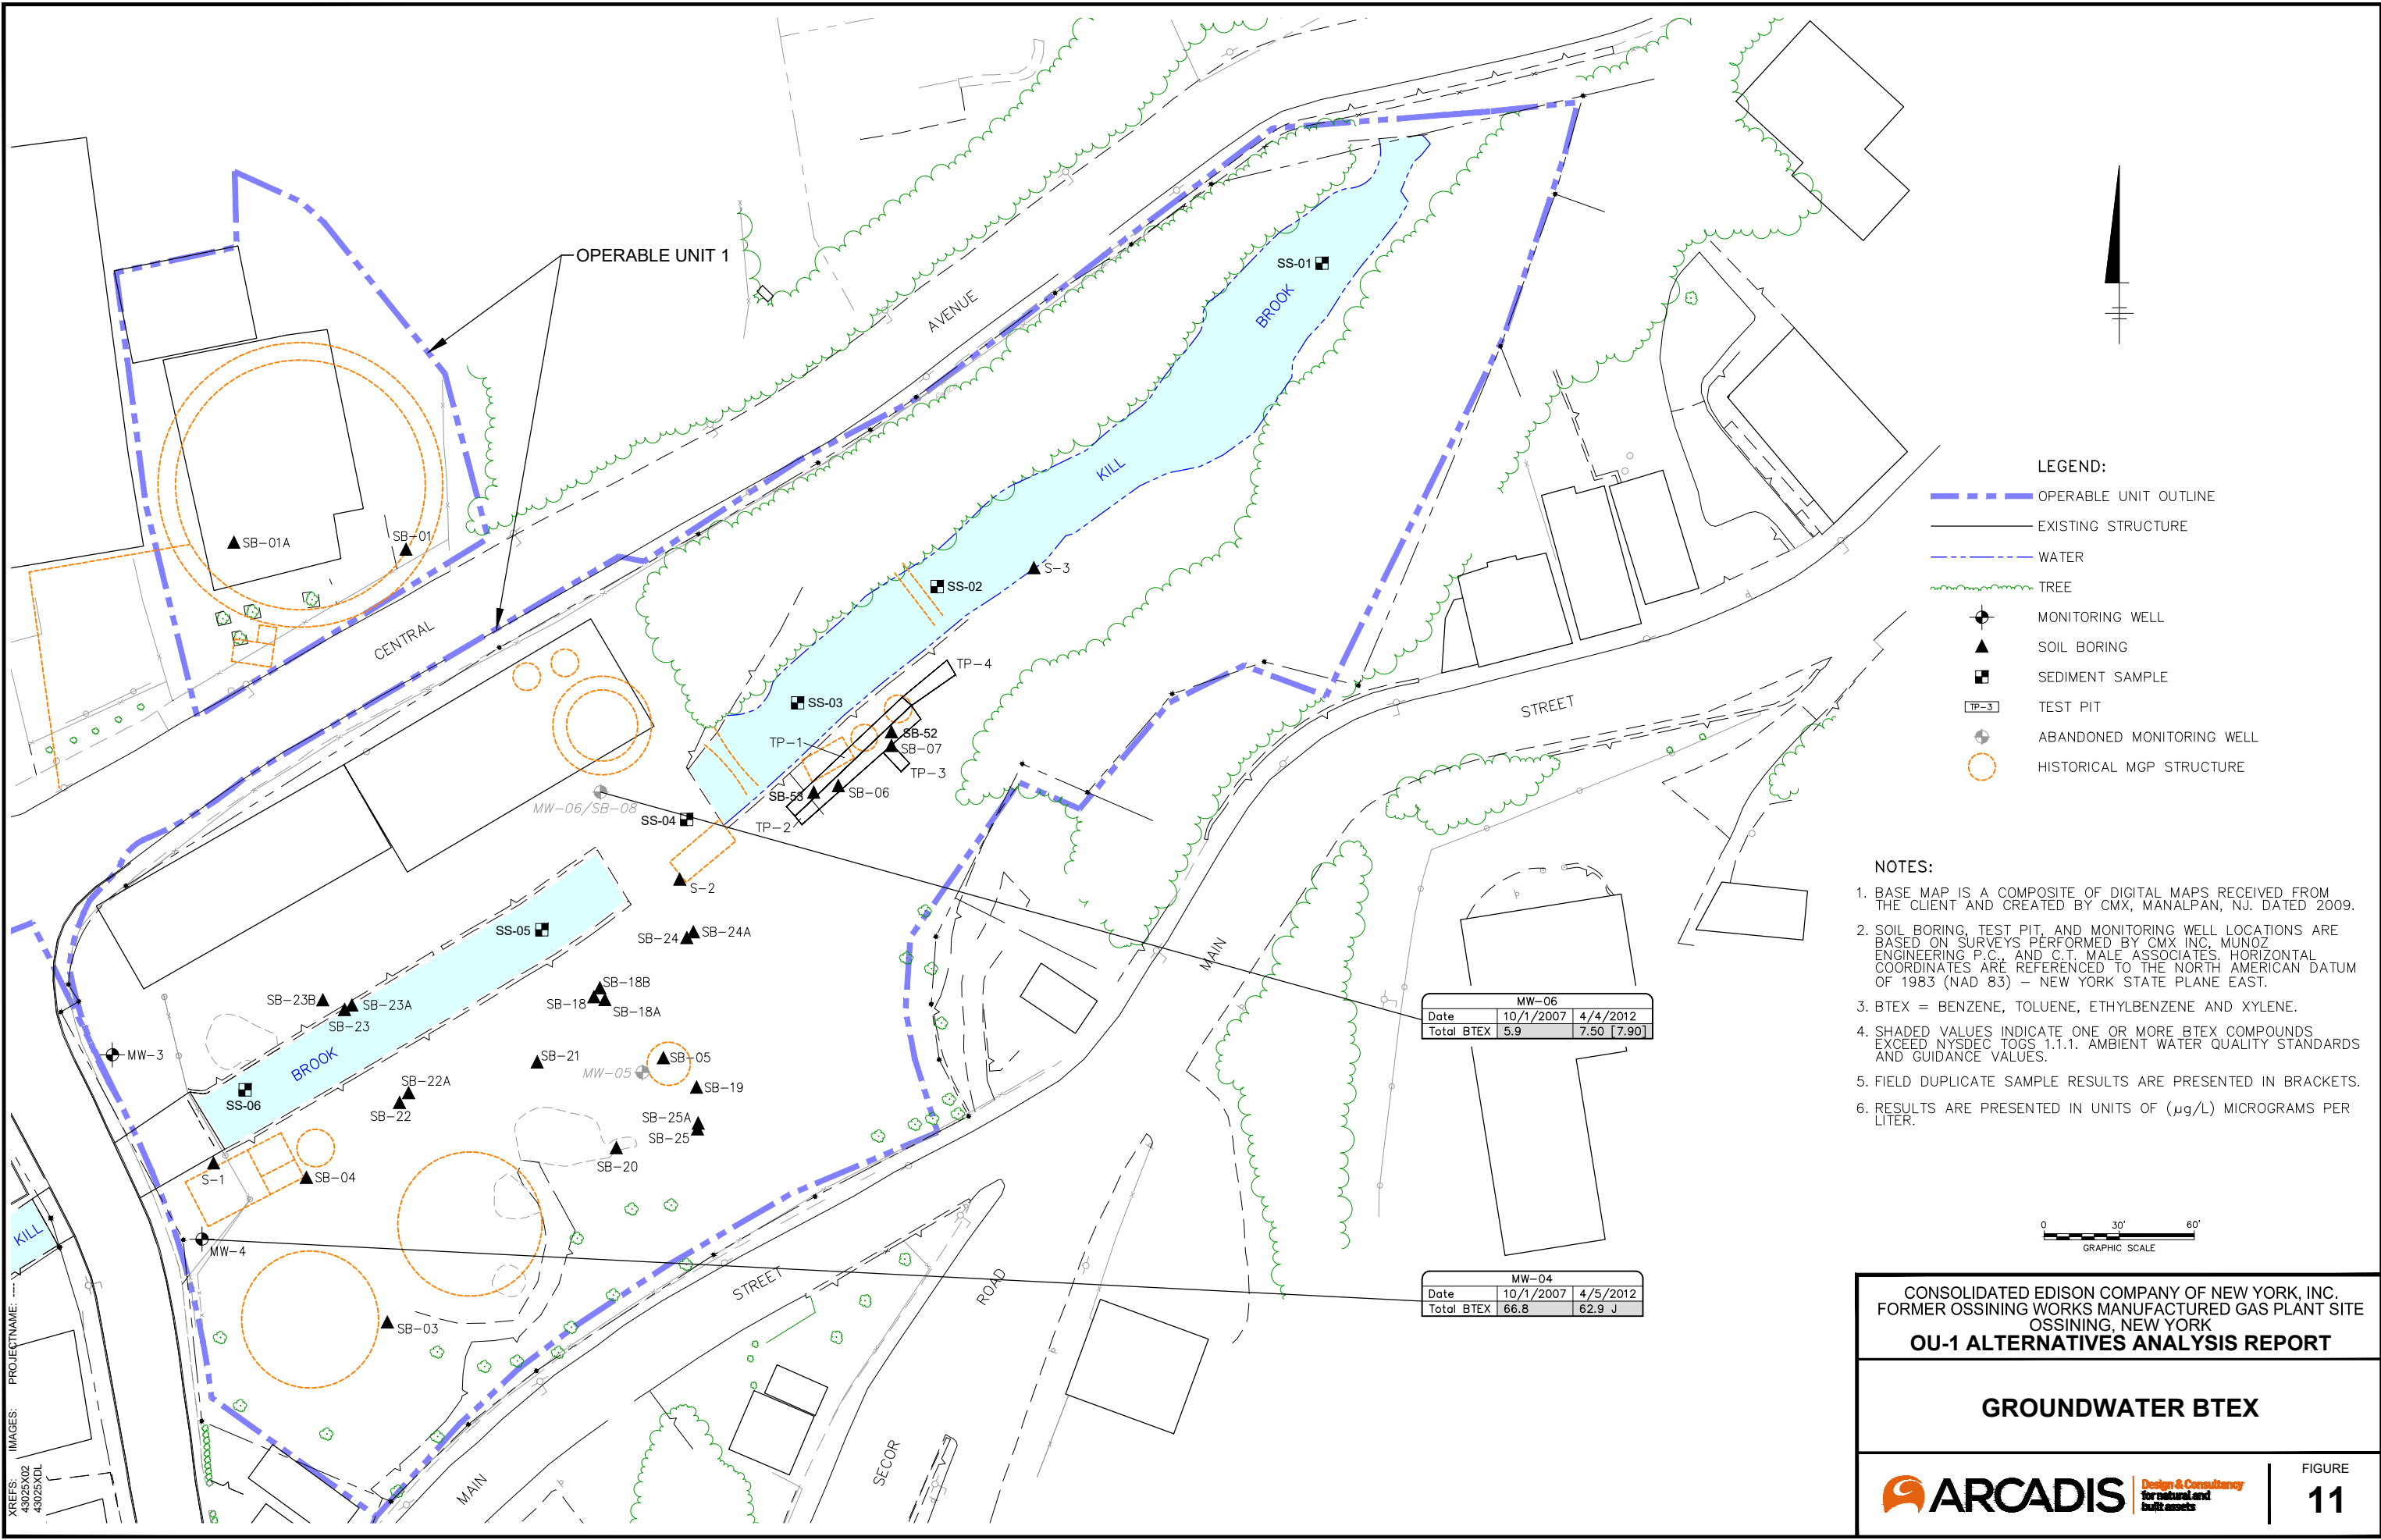 OPERABLE UNIT 1
AVENUE
CENTRAL
SS-01
BROOK
KILL
SB-01A
SB-01
SS-02
S-3
SS-03
TP-4
TP-1
SB-52
SB-07
TP-3
SB-53
SB-06
TP-2
MW-06/SB-08
SS-04
S-2
STREET
MAIN
SS-05
SB-24
SB-24A
SB-18B
SB-18
SB-18A
SB-23B
SB-23A
SB-23
BROOK
MW-3
SB-21
MW-05
SB-05
SB-19
SB-22A
SB-22
SS-06
SB-25A
SB-25
SB-20
S-1
SB-04
KILL
MW-4
SB-03
STREET
ROAD
SECOR
MAIN
MW-06
Date 10/1/2007 4/4/2012
Total BTEX 5.9 7.50 [7.90]
MW-04
Date 10/1/2007 4/5/2012
Total BTEX 66.8 62.9 J
LEGEND:
OPERABLE UNIT OUTLINE
EXISTING STRUCTURE
WATER
TREE
MONITORING WELL
SOIL BORING
SEDIMENT SAMPLE
TP-3 TEST PIT
ABANDONED MONITORING WELL
HISTORICAL MGP STRUCTURE
NOTES:
1. BASE MAP IS A COMPOSITE OF DIGITAL MAPS RECEIVED FROM
THE CLIENT AND CREATED BY CMX, MANALPAN, NJ. DATED 2009.
2. SOIL BORING, TEST PIT, AND MONITORING WELL LOCATIONS ARE
BASED ON SURVEYS PERFORMED BY CMX INC, MUNOZ
ENGINEERING P.C., AND C.T. MALE ASSOCIATES. HORIZONTAL
COORDINATES ARE REFERENCED TO THE NORTH AMERICAN DATUM
OF 1983 (NAD 83) – NEW YORK STATE PLANE EAST.
3. BTEX = BENZENE, TOLUENE, ETHYLBENZENE AND XYLENE.
4. SHADED VALUES INDICATE ONE OR MORE BTEX COMPOUNDS
EXCEED NYSDEC TOGS 1.1.1. AMBIENT WATER QUALITY STANDARDS
AND GUIDANCE VALUES.
5. FIELD DUPLICATE SAMPLE RESULTS ARE PRESENTED IN BRACKETS.
6. RESULTS ARE PRESENTED IN UNITS OF (µg/L) MICROGRAMS PER
LITER.
0 30' 60'
GRAPHIC SCALE
CONSOLIDATED EDISON COMPANY OF NEW YORK, INC.
FORMER OSSINING WORKS MANUFACTURED GAS PLANT SITE
OSSINING, NEW YORK
OU-1 ALTERNATIVES ANALYSIS REPORT
GROUNDWATER BTEX
ARCADIS
Design & Consultancy
for natural and
built assets
FIGURE
11
XREFS: IMAGES: PROJECTNAME: ----
43025X02
43025XDL